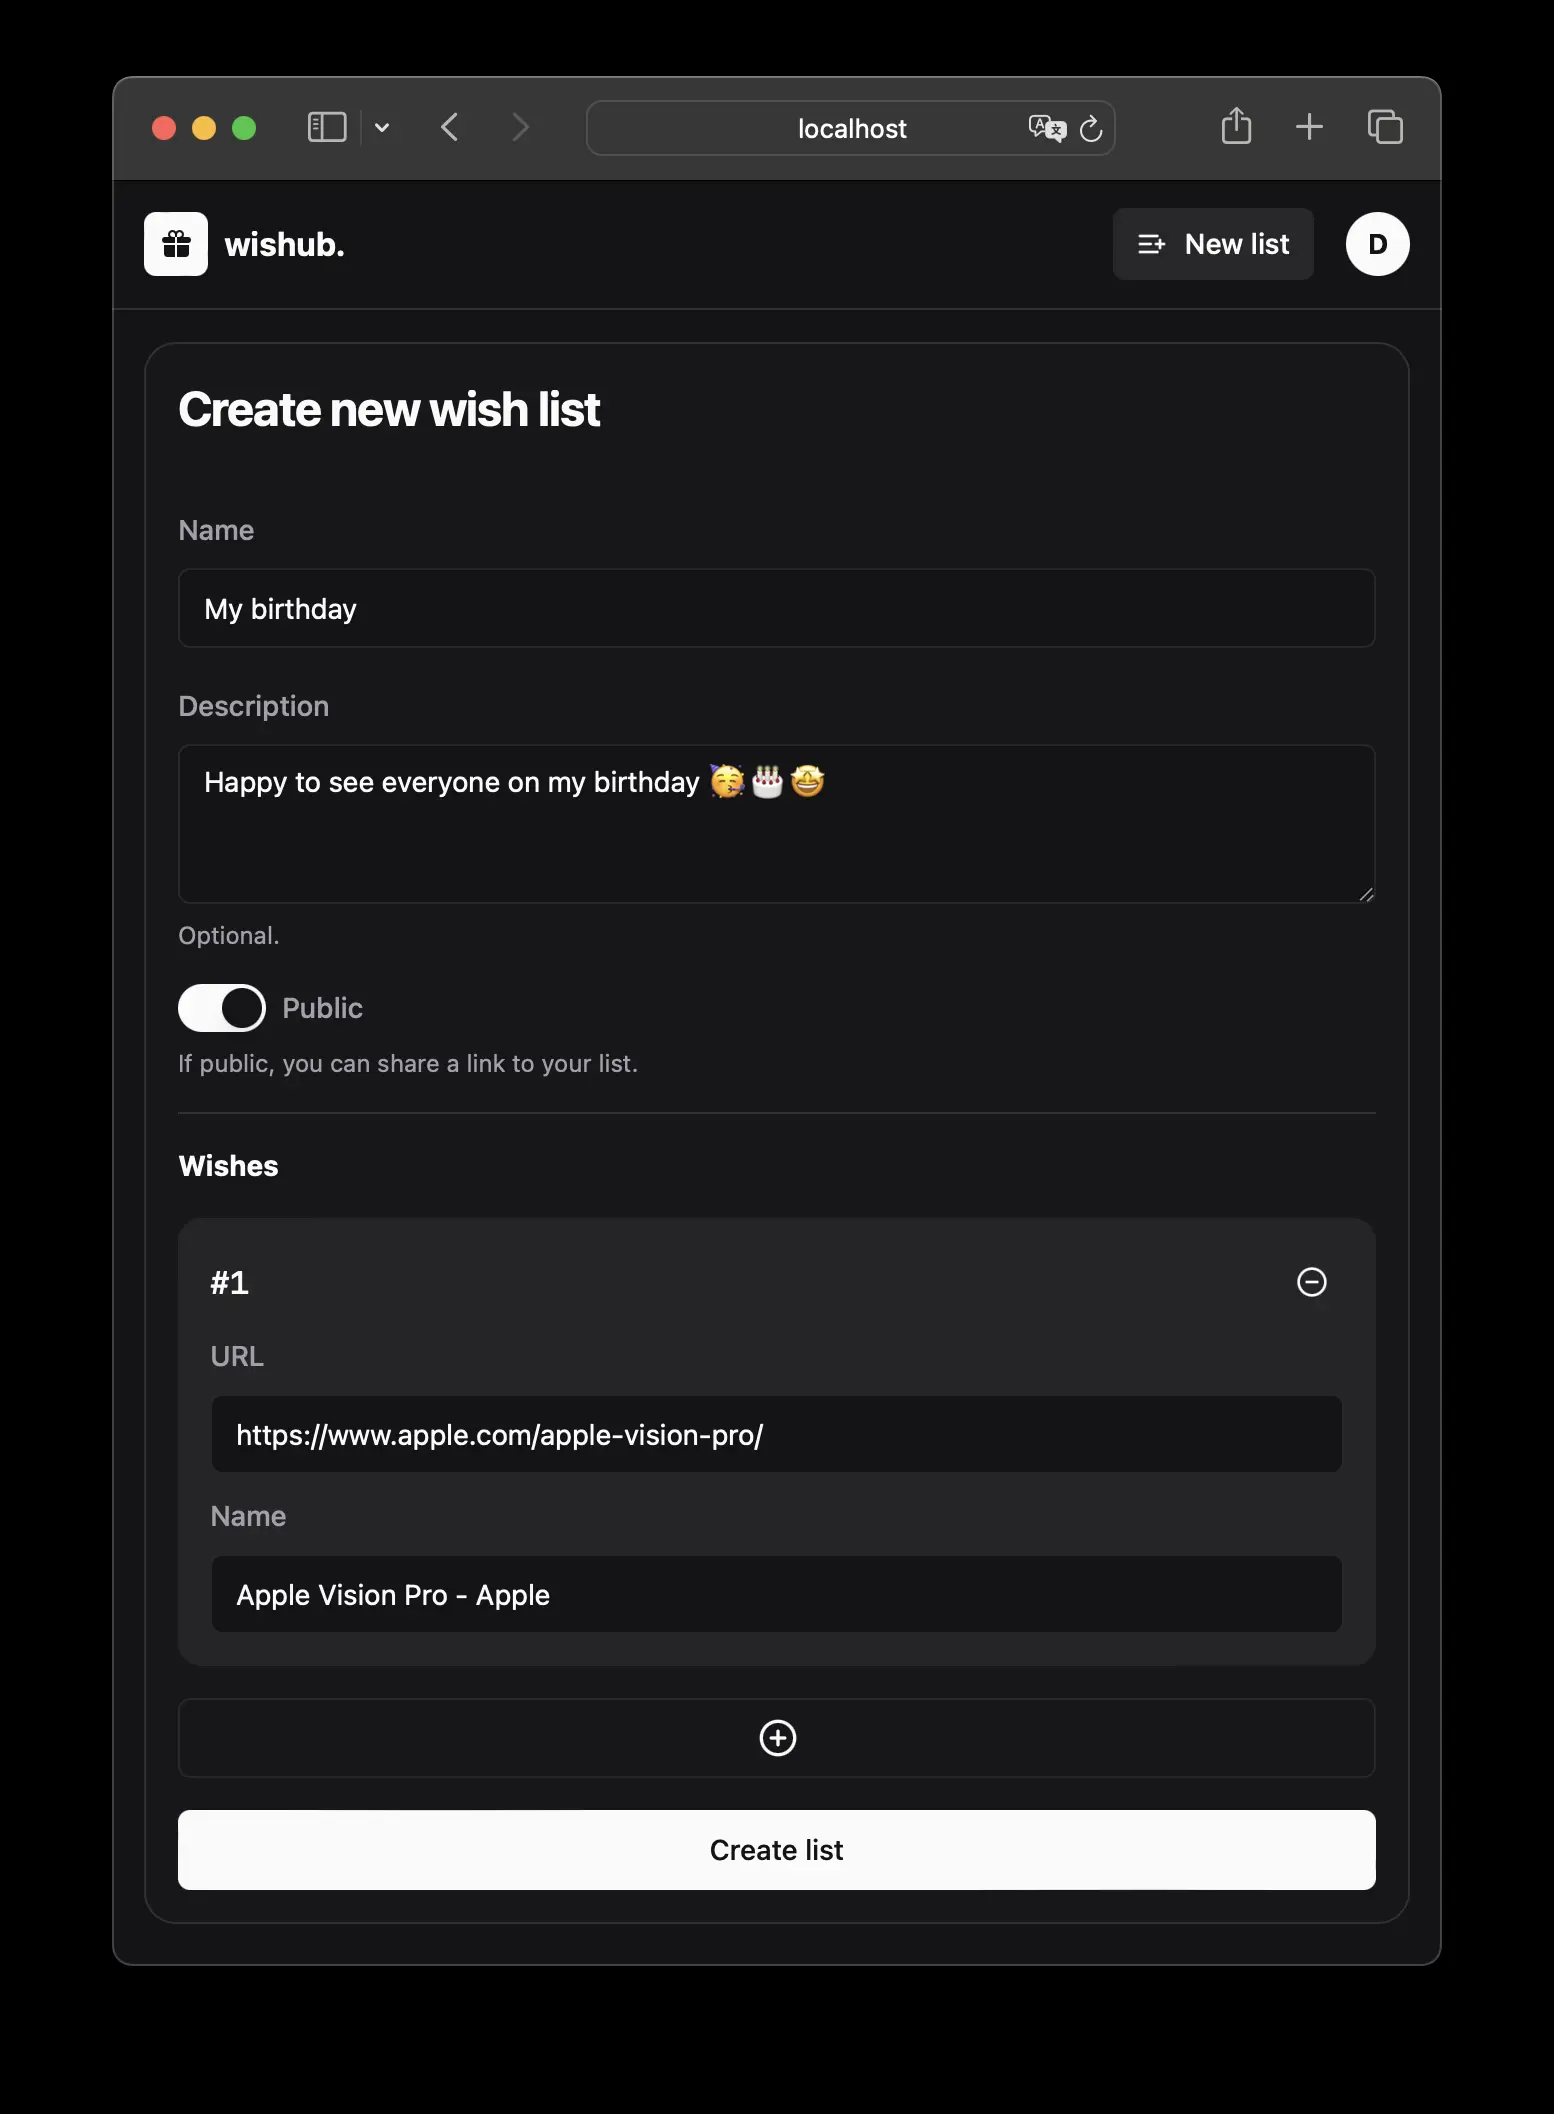 localhost
wishub.
New list
D
Create new wish list
Name
My birthday
Description
Happy to see everyone on my birthday 🥳🎂🤩
Optional.
Public
If public, you can share a link to your list.
Wishes
#1
URL
https://www.apple.com/apple-vision-pro/
Name
Apple Vision Pro - Apple
Create list